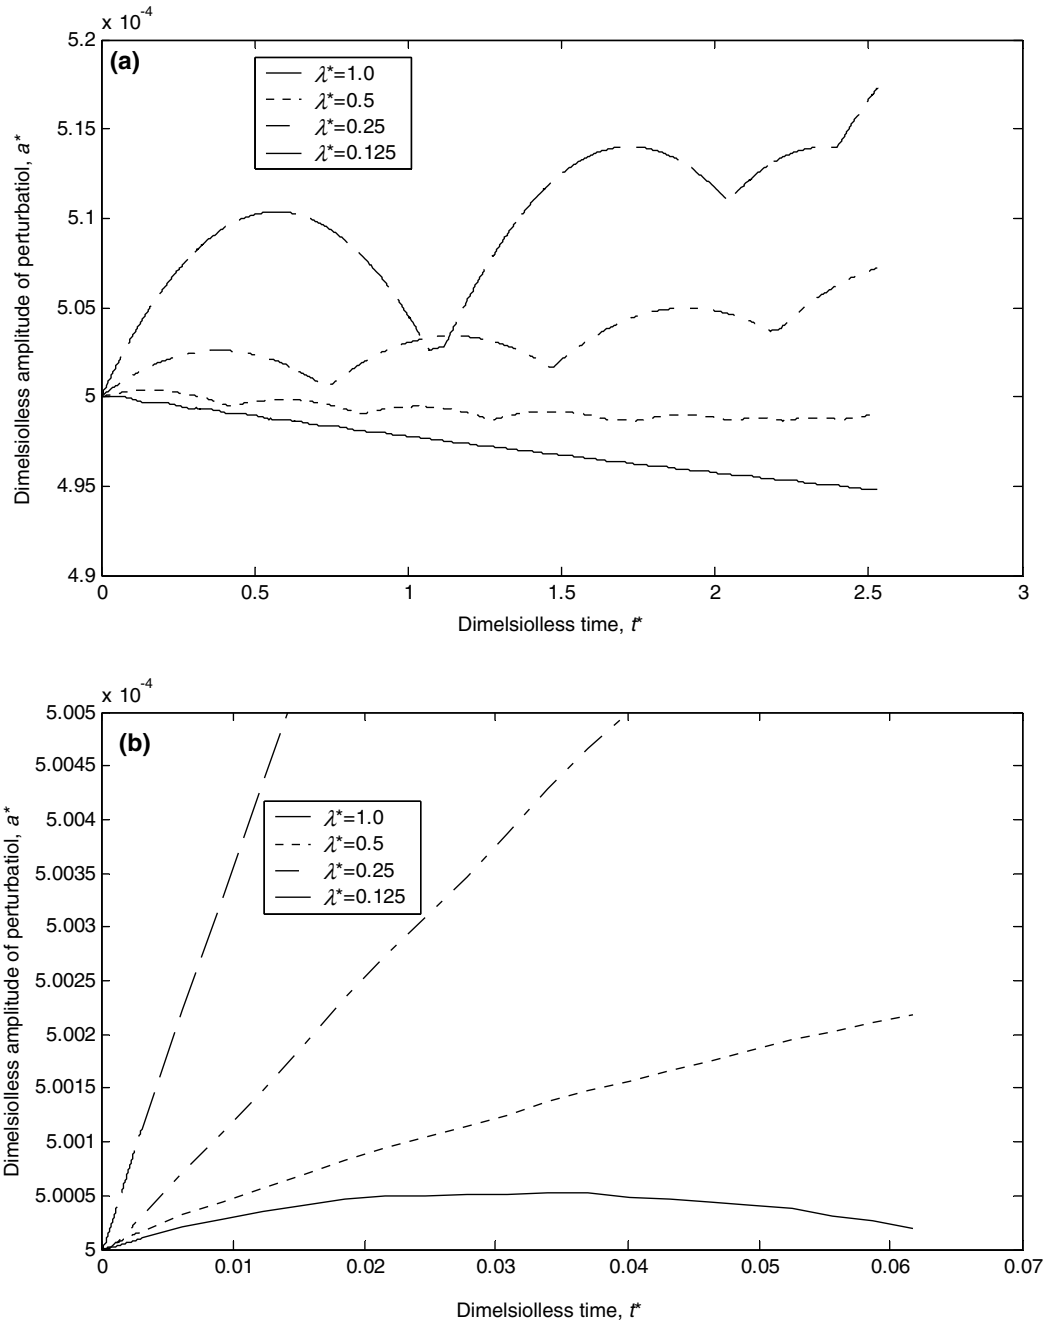 x 10-4
5.2
(a)
λ*=1.0
λ*=0.5
λ*=0.25
λ*=0.125
5.15
5.1
5.05
5
4.95
4.9
Dimelsiolless amplitude of perturbatiol, a*
0 0.5 1 1.5 2 2.5 3
Dimelsiolless time, t*
x 10-4
5.005
(b)
5.0045
λ*=1.0
λ*=0.5
λ*=0.25
λ*=0.125
5.004
5.0035
5.003
5.0025
5.002
5.0015
5.001
5.0005
5
Dimelsiolless amplitude of perturbatiol, a*
0 0.01 0.02 0.03 0.04 0.05 0.06 0.07
Dimelsiolless time, t*